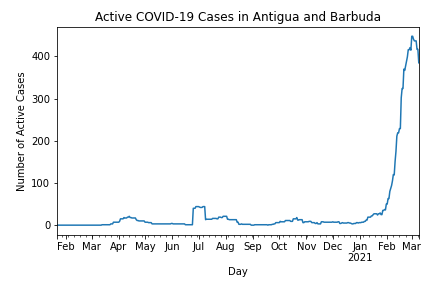 Active COVID-19 Cases in Antigua and Barbuda
Number of Active Cases
400
300
200
100
0
Feb Mar Apr May Jun Jul Aug Sep Oct Nov Dec Jan Feb Mar
2021
Day